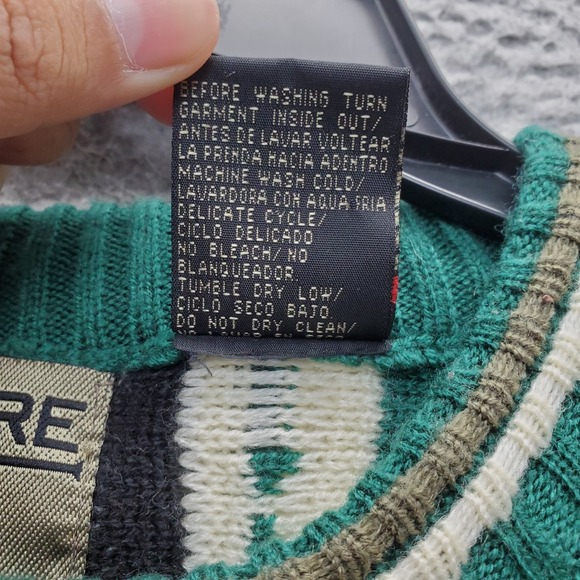 BEFORE WASHING TURN
GARMENT INSIDE OUT/
ANTES DE LAVAR VOLTEAR
LA PRENDA HACIA ADENTRO
MACHINE WASH COLD/
LAVARDORA CON AQUA FRIA
DELICATE CYCLE/
CICLO DELICADO
NO BLEACH/NO
BLANQUEADOR
TUMBLE DRY LOW/
CICLO SECO BAJO
DO NOT DRY CLEAN/
RE